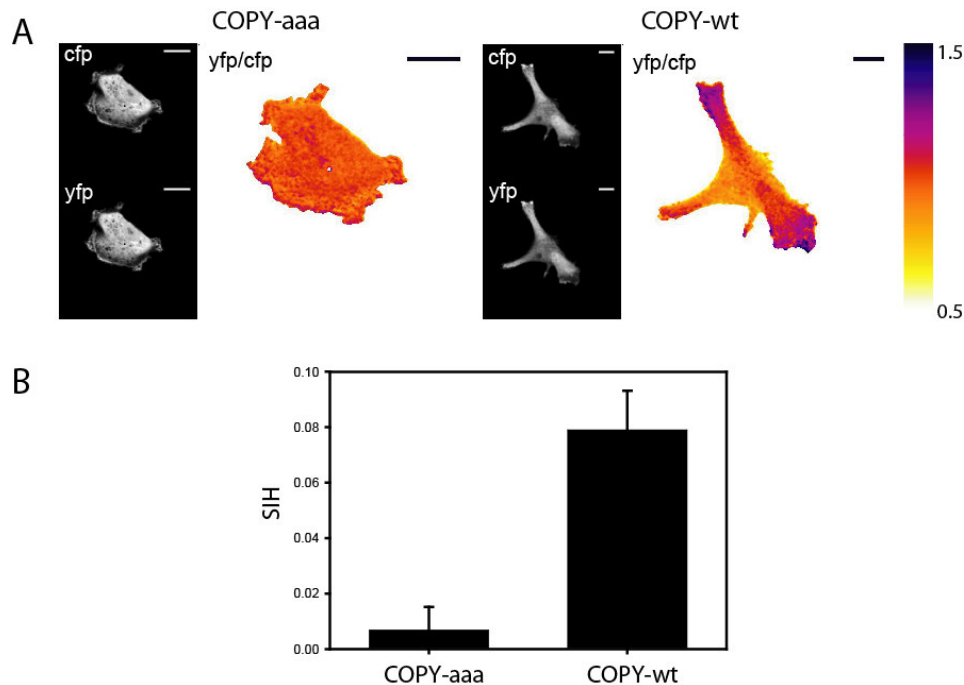 A
COPY-aaa
COPY-wt
cfp
yfp/cfp
cfp
yfp/cfp
1.5
yfp
yfp
0.5
B
0.10
0.08
0.06
0.04
0.02
0.00
SIH
COPY-aaa
COPY-wt